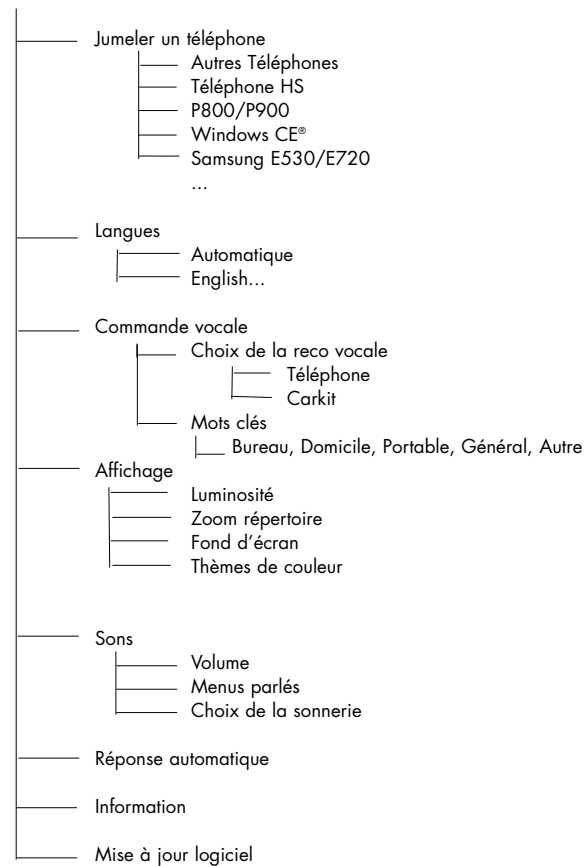 Jumeler un téléphone
Autres Téléphones
Téléphone HS
P800/P900
Windows CE®
Samsung E530/E720
...
Langues
Automatique
English...
Commande vocale
Choix de la reco vocale
Téléphone
Carkit
Mots clés
Bureau, Domicile, Portable, Général, Autre
Affichage
Luminosité
Zoom répertoire
Fond d'écran
Thèmes de couleur
Sons
Volume
Menus parlés
Choix de la sonnerie
Réponse automatique
Information
Mise à jour logiciel